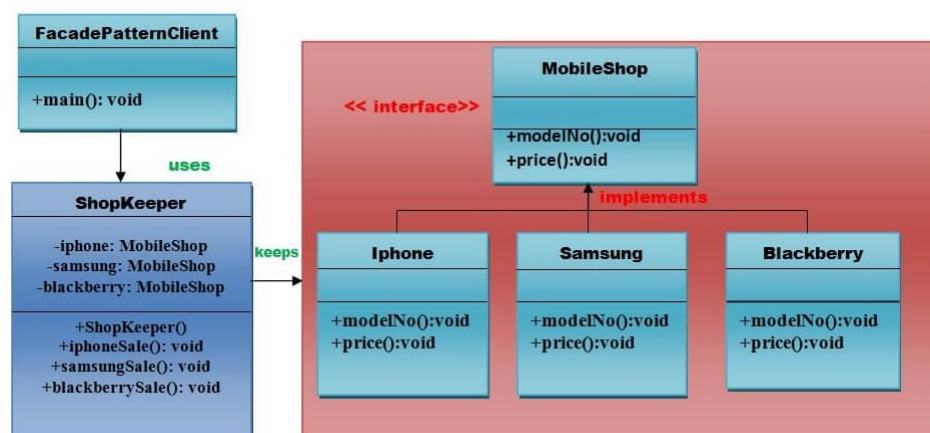 FacadePatternClient
+main(): void
uses
ShopKeeper
-iphone: MobileShop
-samsung: MobileShop
-blackberry: MobileShop
+ShopKeeper()
+iphoneSale(): void
+samsungSale(): void
+blackberrySale(): void
keeps
MobileShop
<< interface>>
+modelNo():void
+price():void
implements
Iphone
+modelNo():void
+price():void
Samsung
+modelNo():void
+price():void
Blackberry
+modelNo():void
+price():void